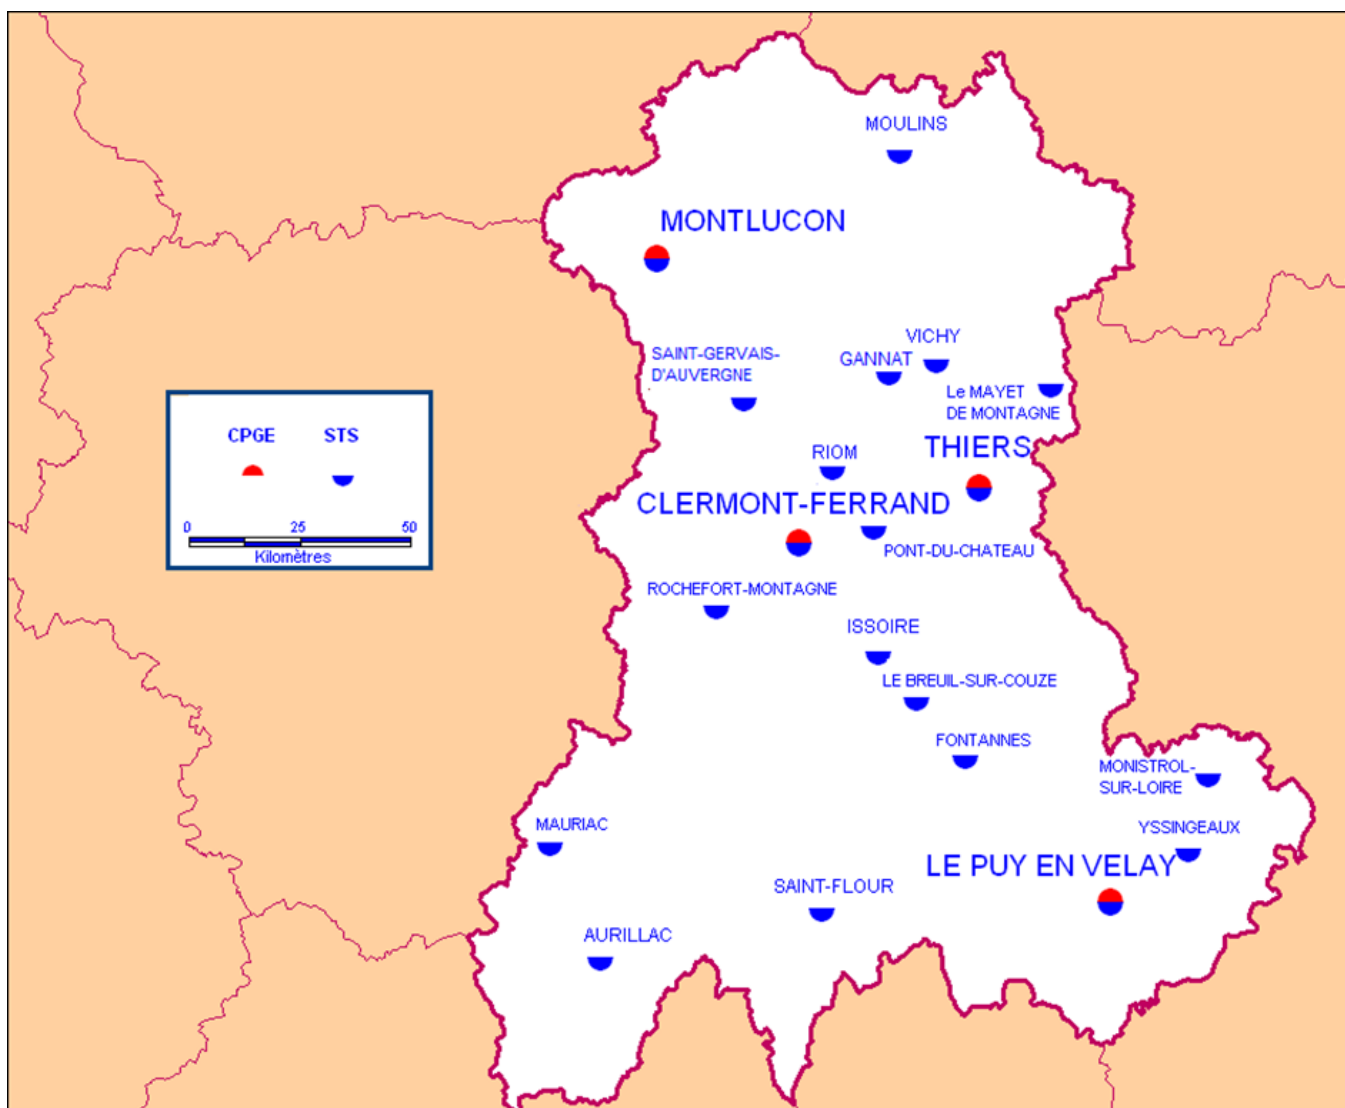 MOULINS
MONTLUCON
VICHY
SAINT-GERVAIS-
D'AUVERGNE
GANNAT
Le MAYET
DE MONTAGNE
CPGE
STS
THIERS
RIOM
CLERMONT-FERRAND
0
25
50
Kilomètres
PONT-DU-CHATEAU
ROCHEFORT-MONTAGNE
ISSOIRE
LE BREUIL-SUR-COUZE
FONTANNES
MONISTROL-
SUR-LOIRE
MAURIAC
YSSINGEAUX
LE PUY EN VELAY
SAINT-FLOUR
AURILLAC